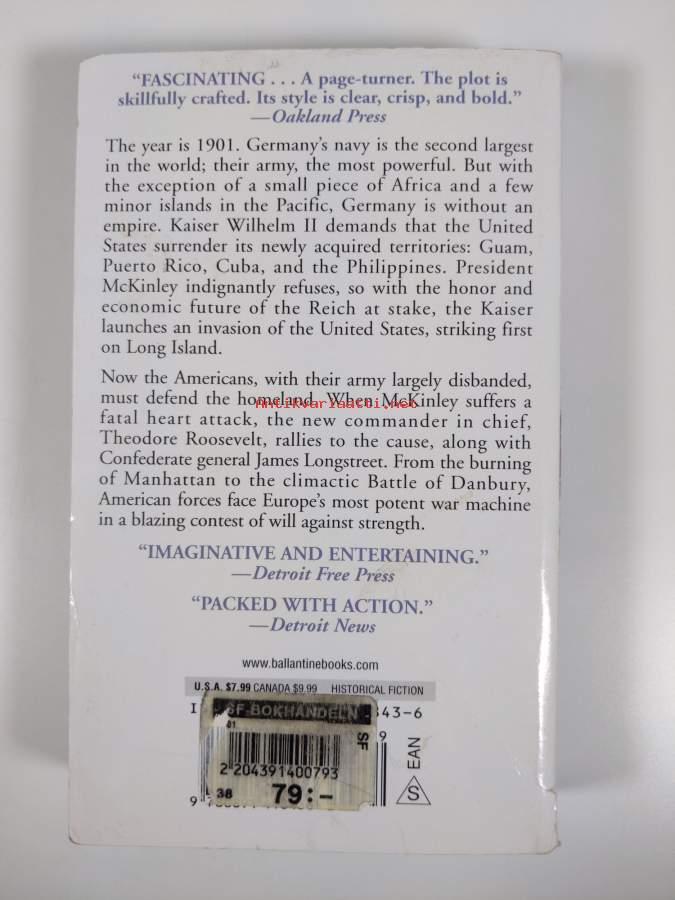 “FASCINATING . . . A page-turner. The plot is
skillfully crafted. Its style is clear, crisp, and bold.”
—Oakland Press
The year is 1901. Germany’s navy is the second largest
in the world; their army, the most powerful. But with
the exception of a small piece of Africa and a few
minor islands in the Pacific, Germany is without an
empire. Kaiser Wilhelm II demands that the United
States surrender its newly acquired territories: Guam,
Puerto Rico, Cuba, and the Philippines. President
McKinley indignantly refuses, so with the honor and
economic future of the Reich at stake, the Kaiser
launches an invasion of the United States, striking first
on Long Island.
Now the Americans, with their army largely disbanded,
must defend the homeland. When McKinley suffers a
antikvariaatti.net
fatal heart attack, the new commander in chief,
Theodore Roosevelt, rallies to the cause, along with
Confederate general James Longstreet. From the burning
of Manhattan to the climactic Battle of Danbury,
American forces face Europe’s most potent war machine
in a blazing contest of will against strength.
“IMAGINATIVE AND ENTERTAINING.”
—Detroit Free Press
“PACKED WITH ACTION.”
—Detroit News
www.ballantinebooks.com
U.S.A. $7.99 CANADA $9.99 HISTORICAL FICTION
SF-BOKHANDELN
43-6
01
SF
9
EAN
2 204391400793
S
38
79:-
9